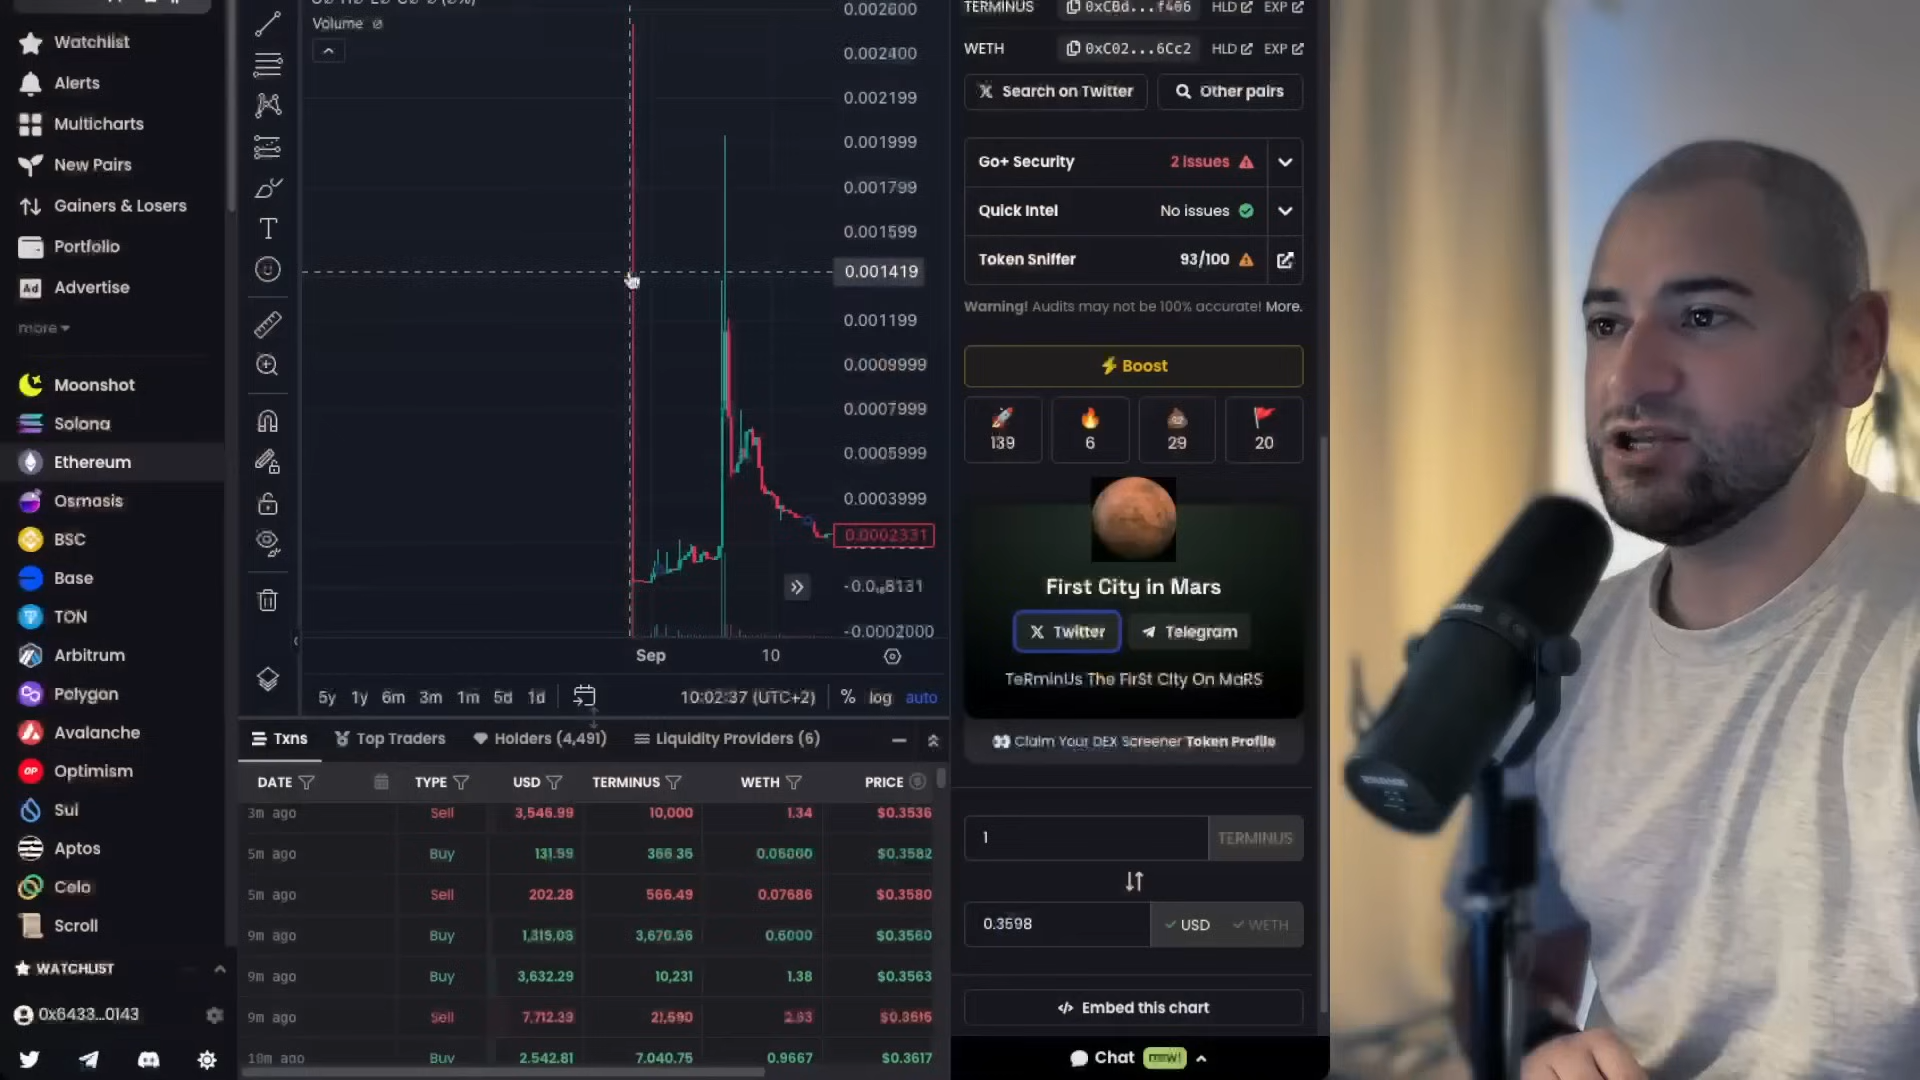 Watchlist
Alerts
Multicharts
New Pairs
Gainers & Losers
Portfolio
Ad Advertise
more
Moonshot
Solana
Ethereum
Osmosis
BSC
Base
TON
Arbitrum
Polygon
Avalanche
OP Optimism
Sui
Aptos
Celo
Scroll
WATCHLIST
0x6433...0143
Volume
0.002600
0.002400
0.002199
0.001999
0.001799
0.001599
0.001419
0.001199
0.0009999
0.0007999
0.0005999
0.0003999
0.0002331
-0.0002000
Sep 10
5y 1y 6m 3m 1m 5d 1d 10:02:37 (UTC+2) % log auto
Txns Top Traders Holders (4,491) Liquidity Providers (6)
DATE TYPE USD TERMINUS WETH PRICE
3m ago Sell 3,546.99 10,000 1.34 $0.3536
5m ago Buy 131.59 366.36 0.05000 $0.3582
5m ago Sell 202.28 566.49 0.07686 $0.3580
9m ago Buy 1,315.08 3,670.56 0.5000 $0.3560
9m ago Buy 3,632.29 10,231 1.38 $0.3563
9m ago Sell 7,712.39 21,590 2.93 $0.3616
10m ago Buy 2,542.81 7,040.75 0.9667 $0.3617
TERMINUS 0xCBd...f406 HLD EXP
WETH 0xC02...6Cc2 HLD EXP
Search on Twitter Other pairs
Go+ Security 2 issues
Quick Intel No issues
Token Sniffer 93/100
Warning! Audits may not be 100% accurate! More.
Boost
139 6 29 20
First City in Mars
Twitter Telegram
TeRminUs The FirSt CIty On MaRS
Claim Your DEX Screener Token Profile
1 TERMINUS
0.3598 USD WETH
Embed this chart
Chat NEW!